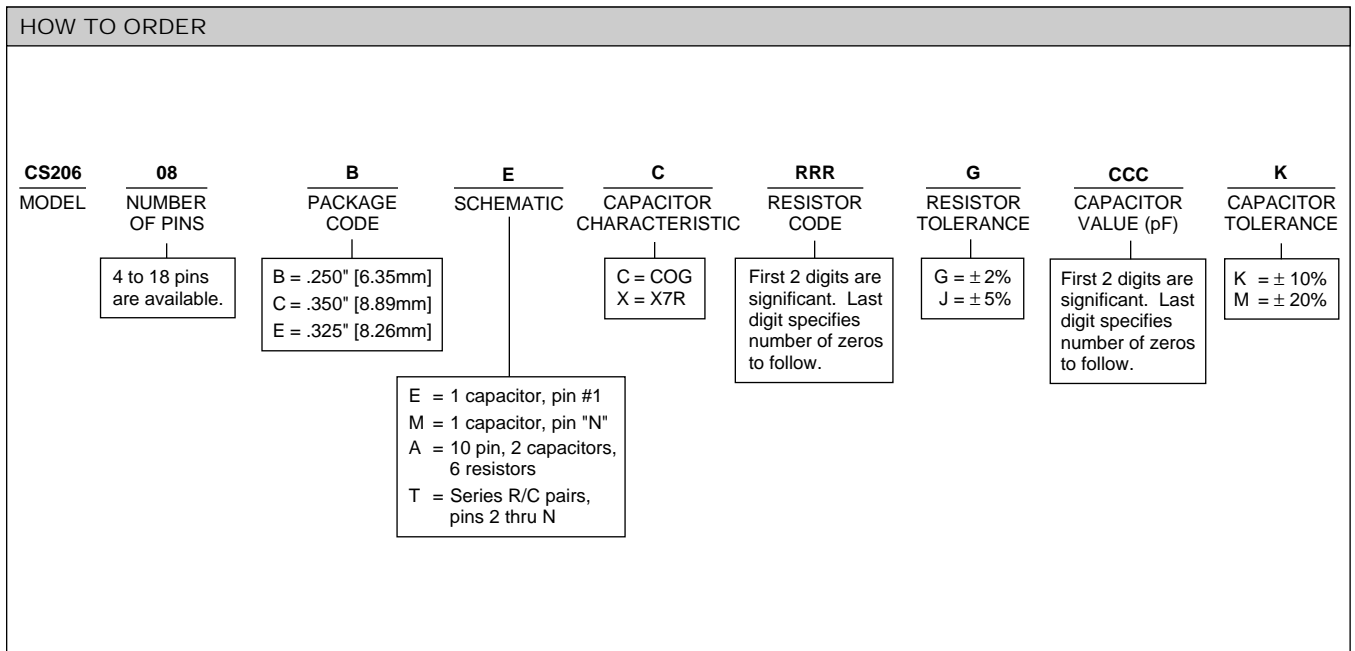 HOW TO ORDER
CS206 08 B E C RRR G CCC K
MODEL
NUMBER
OF PINS
PACKAGE
CODE
SCHEMATIC
CAPACITOR
CHARACTERISTIC
RESISTOR
CODE
RESISTOR
TOLERANCE
CAPACITOR
VALUE (pF)
CAPACITOR
TOLERANCE
4 to 18 pins
are available.
B = .250" [6.35mm]
C = .350" [8.89mm]
E = .325" [8.26mm]
E = 1 capacitor, pin #1
M = 1 capacitor, pin "N"
A = 10 pin, 2 capacitors,
6 resistors
T = Series R/C pairs,
pins 2 thru N
C = COG
X = X7R
First 2 digits are
significant. Last
digit specifies
number of zeros
to follow.
G = ± 2%
J = ± 5%
First 2 digits are
significant. Last
digit specifies
number of zeros
to follow.
K = ± 10%
M = ± 20%